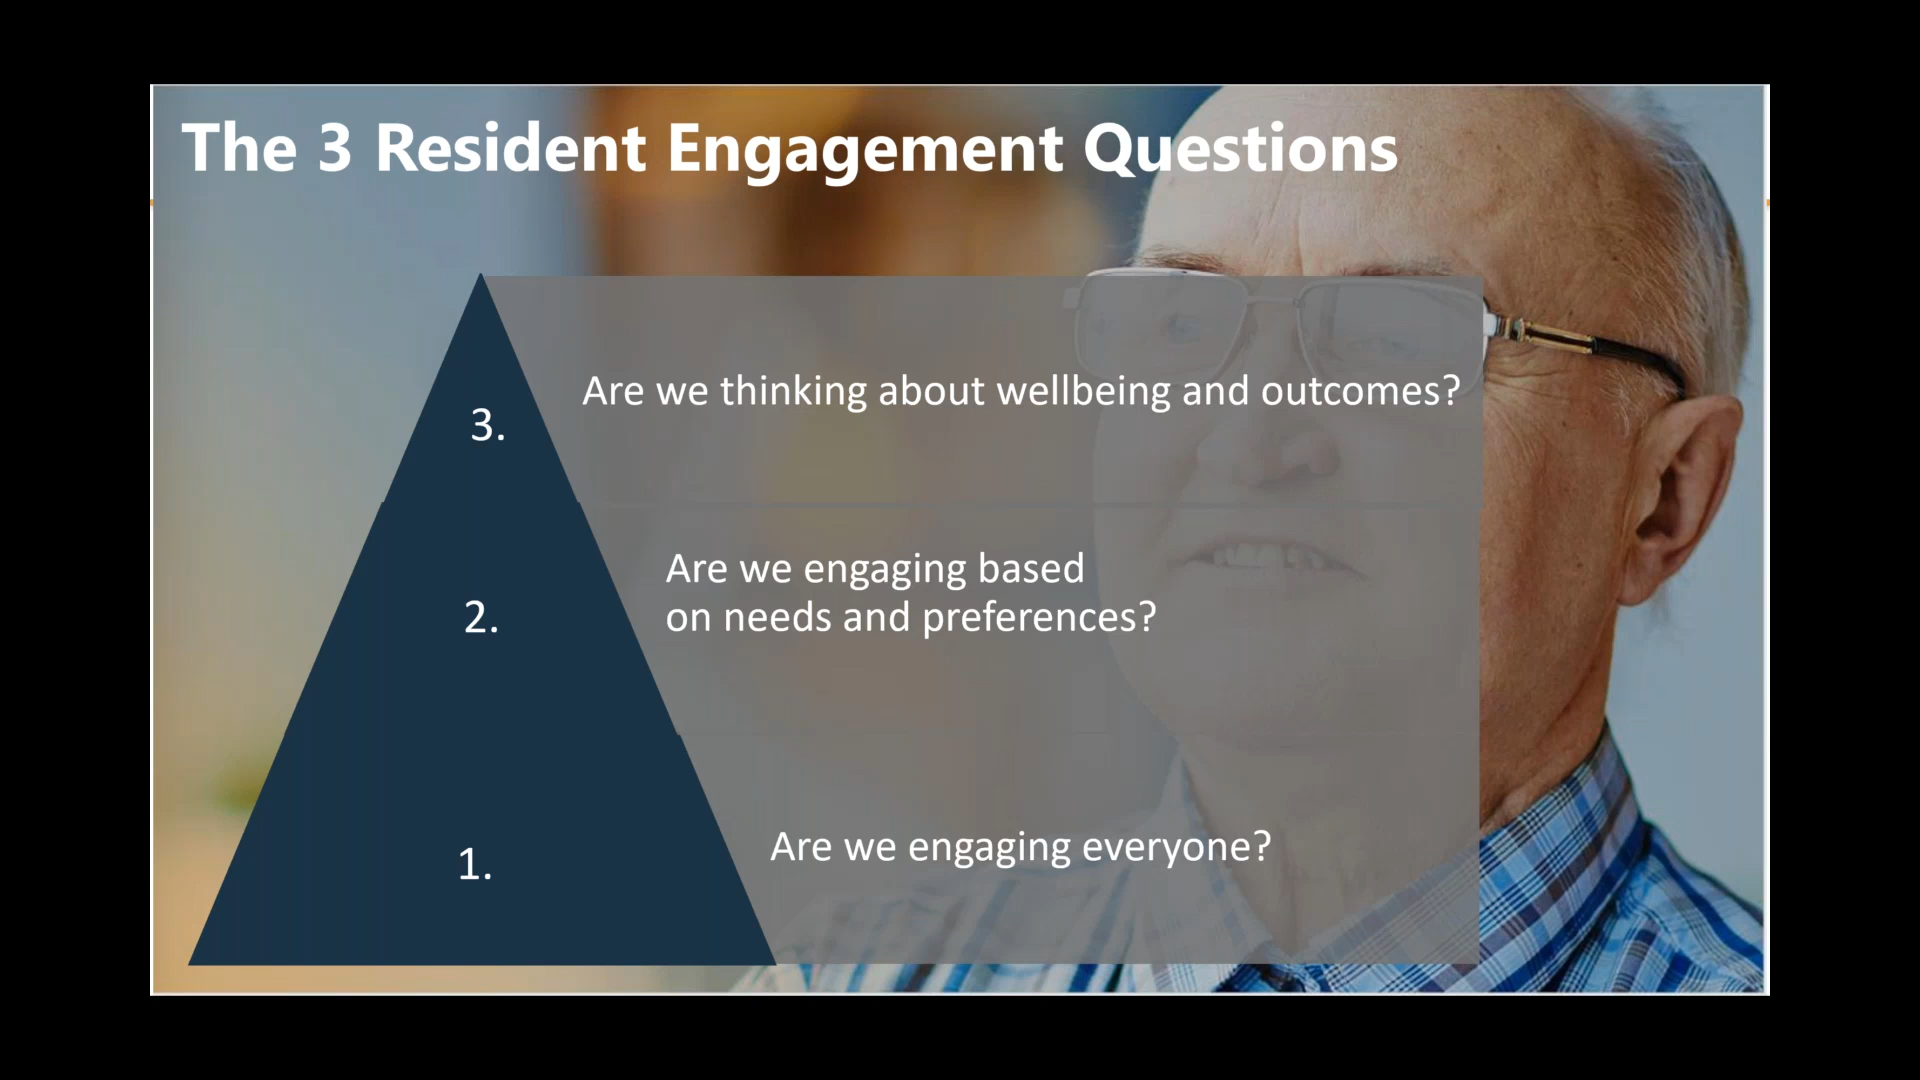 The 3 Resident Engagement Questions
3.
Are we thinking about wellbeing and outcomes?
2.
Are we engaging based
on needs and preferences?
1.
Are we engaging everyone?